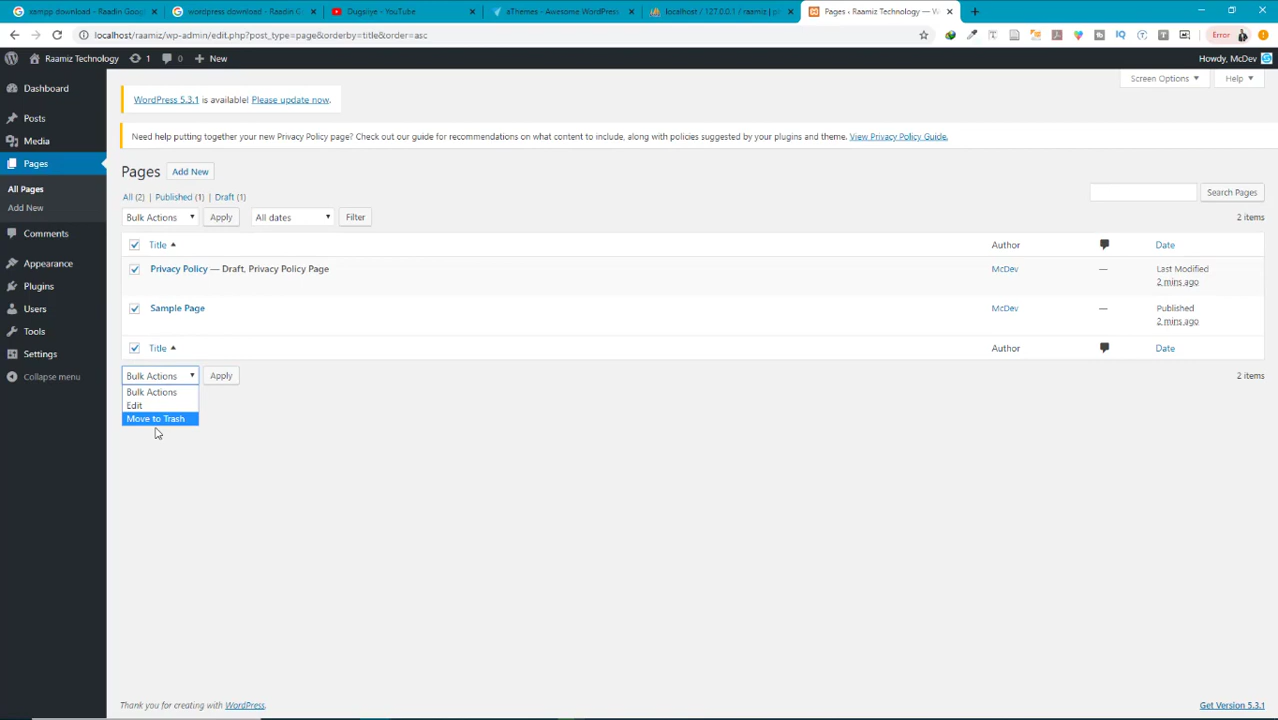 xampp download - Raadin Goog
wordpress download - Raadin G
Dugsiiye - YouTube
aThemes - Awesome WordPress
localhost / 127.0.0.1 / raamiz | p
Pages ‹ Raamiz Technology — W
localhost/raamiz/wp-admin/edit.php?post_type=page&orderby=title&order=asc
Error
Raamiz Technology 1 0 New
Howdy, McDev
Screen Options Help
Dashboard
Posts
Media
Pages
All Pages
Add New
Comments
Appearance
Plugins
Users
Tools
Settings
Collapse menu
WordPress 5.3.1 is available! Please update now.
Need help putting together your new Privacy Policy page? Check out our guide for recommendations on what content to include, along with policies suggested by your plugins and theme. View Privacy Policy Guide.
Pages Add New
All (2) | Published (1) | Draft (1)
Search Pages
Bulk Actions Apply All dates Filter
2 items
Title Author Date
Privacy Policy — Draft, Privacy Policy Page McDev — Last Modified
2 mins ago
Sample Page McDev — Published
2 mins ago
Title Author Date
Bulk Actions Apply
2 items
Bulk Actions
Edit
Move to Trash
Thank you for creating with WordPress.
Get Version 5.3.1